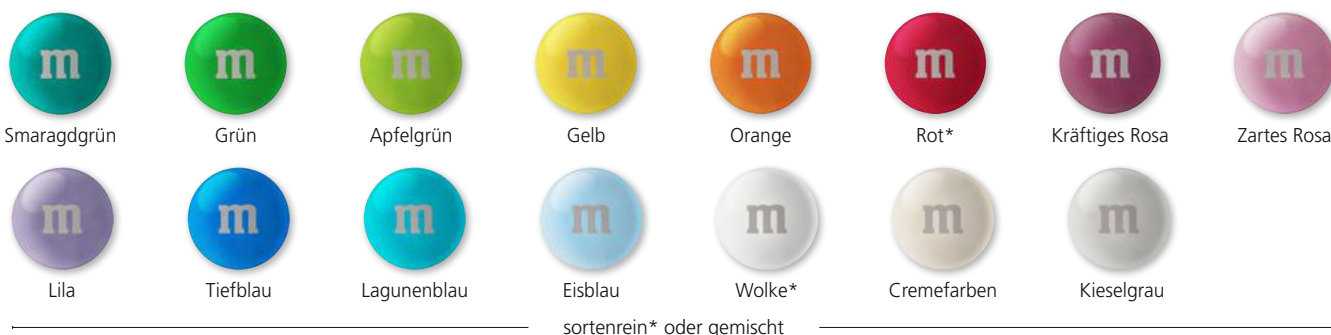 m m m m m m m m
Smaragdgrün Grün Apfelgrün Gelb Orange Rot* Kräftiges Rosa Zartes Rosa
m m m m m m m
Lila Tiefblau Lagunenblau Eisblau Wolke* Cremefarben Kieselgrau
sortenrein* oder gemischt